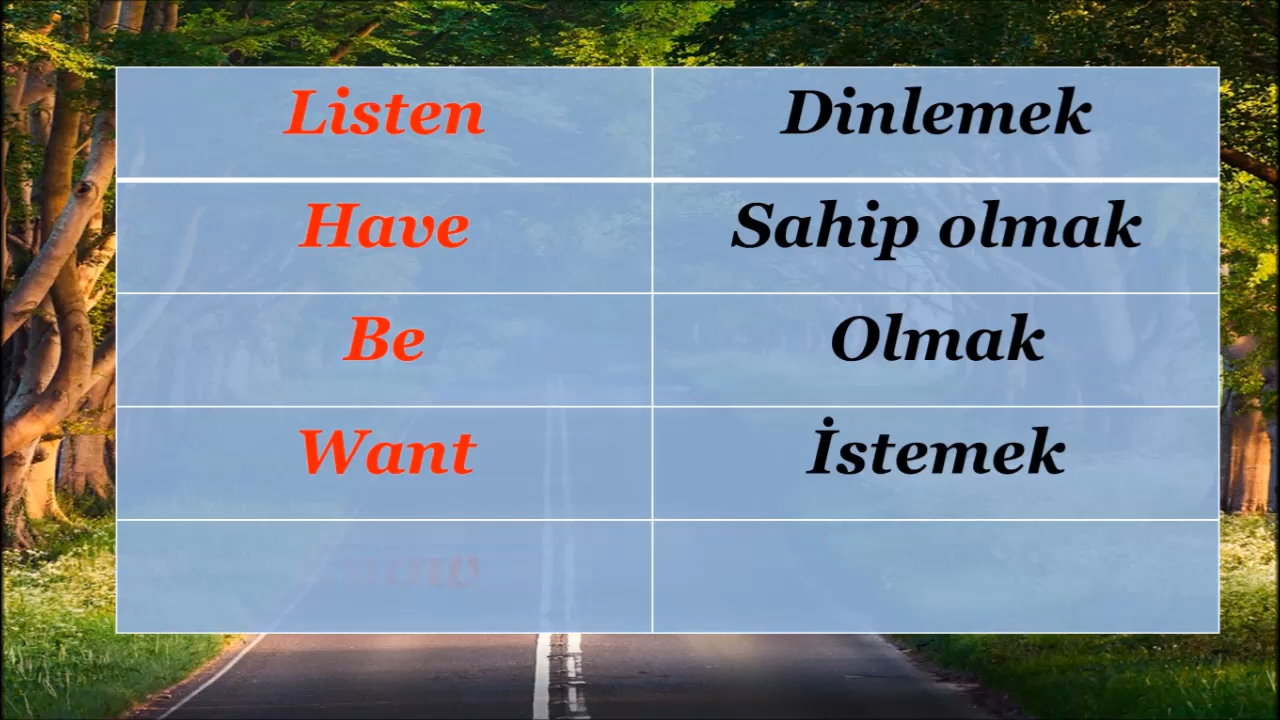 Listen Dinlemek
Have Sahip olmak
Be Olmak
Want İstemek